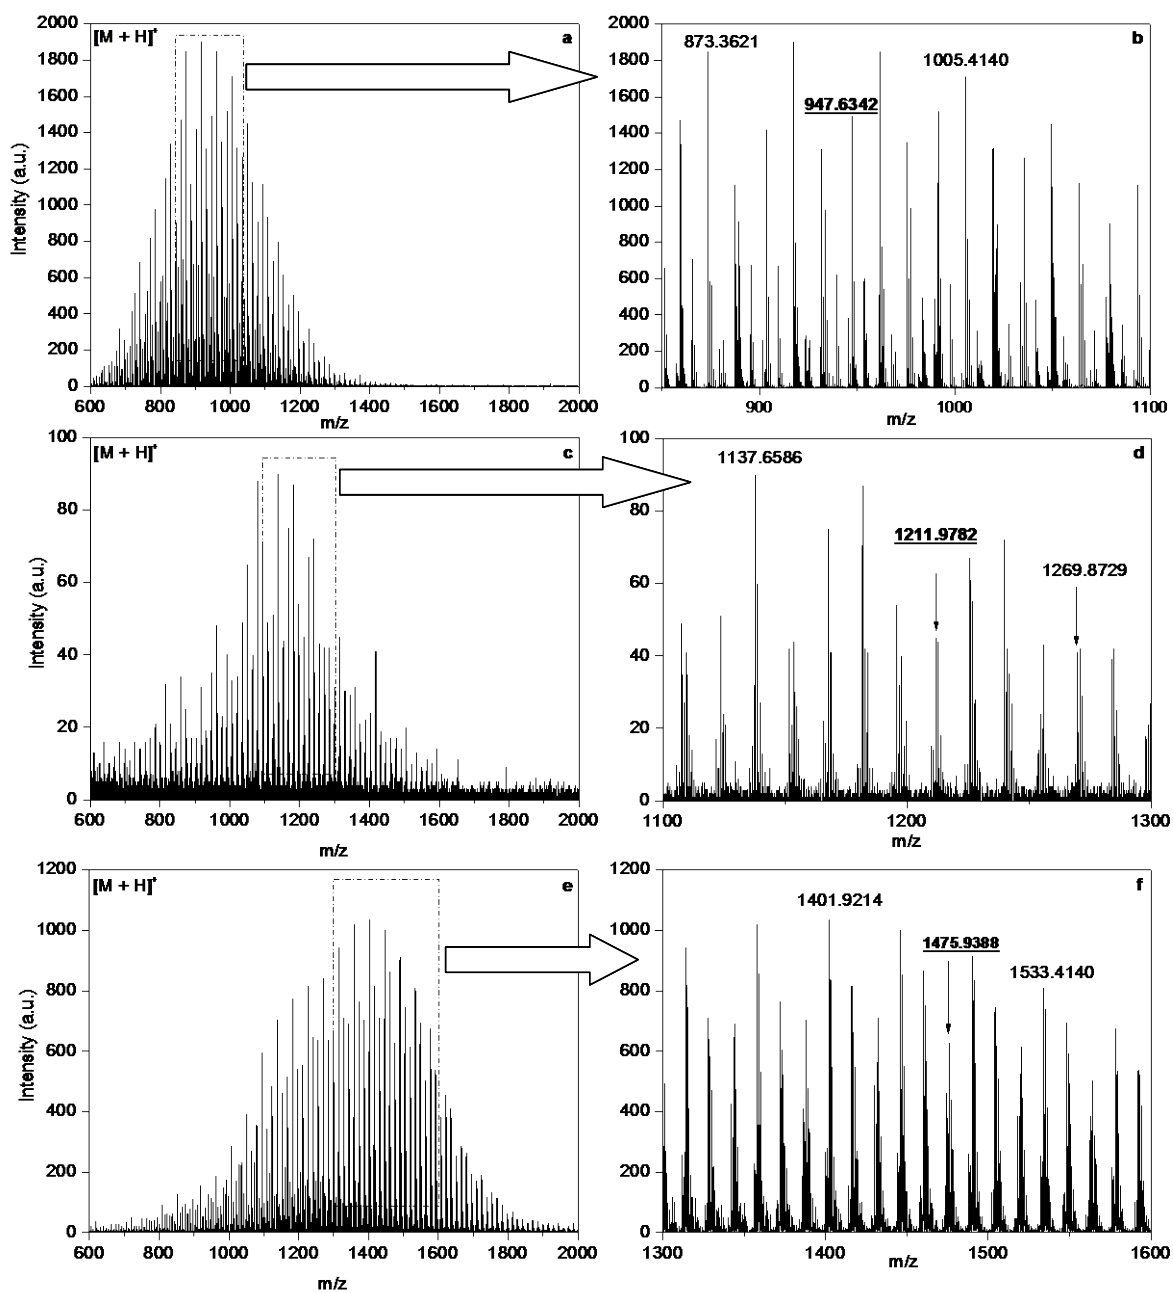 [M + H]⁺ a
Intensity (a.u.)
2000
1800
1600
1400
1200
1000
800
600
400
200
0
600 800 1000 1200 1400 1600 1800 2000
m/z
b
873.3621
1005.4140
947.6342
2000
1800
1600
1400
1200
1000
800
600
400
200
0
900 1000 1100
m/z
[M + H]⁺ c
Intensity (a.u.)
100
80
60
40
20
0
600 800 1000 1200 1400 1600 1800 2000
m/z
d
1137.6586
1211.9782
1269.8729
100
80
60
40
20
0
1100 1200 1300
m/z
[M + H]⁺ e
Intensity (a.u.)
1200
1000
800
600
400
200
0
600 800 1000 1200 1400 1600 1800 2000
m/z
f
1401.9214
1475.9388
1533.4140
1200
1000
800
600
400
200
0
1300 1400 1500 1600
m/z